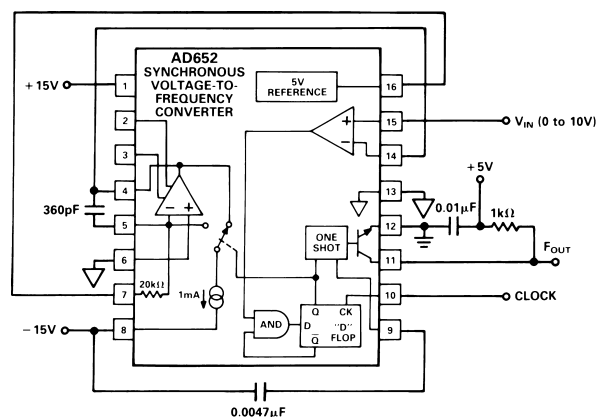 AD652
SYNCHRONOUS
VOLTAGE-TO-
FREQUENCY
CONVERTER
5V
REFERENCE
+15V
1
2
3
4
360pF
5
6
7
20kΩ
1mA
−15V
8
16
15
VIN (0 to 10V)
14
+5V
13
0.01μF
1kΩ
12
ONE
SHOT
11
FOUT
10
CLOCK
9
AND
Q
CK
D
"D"
FLOP
Q̅
+
−
−
+
0.0047μF